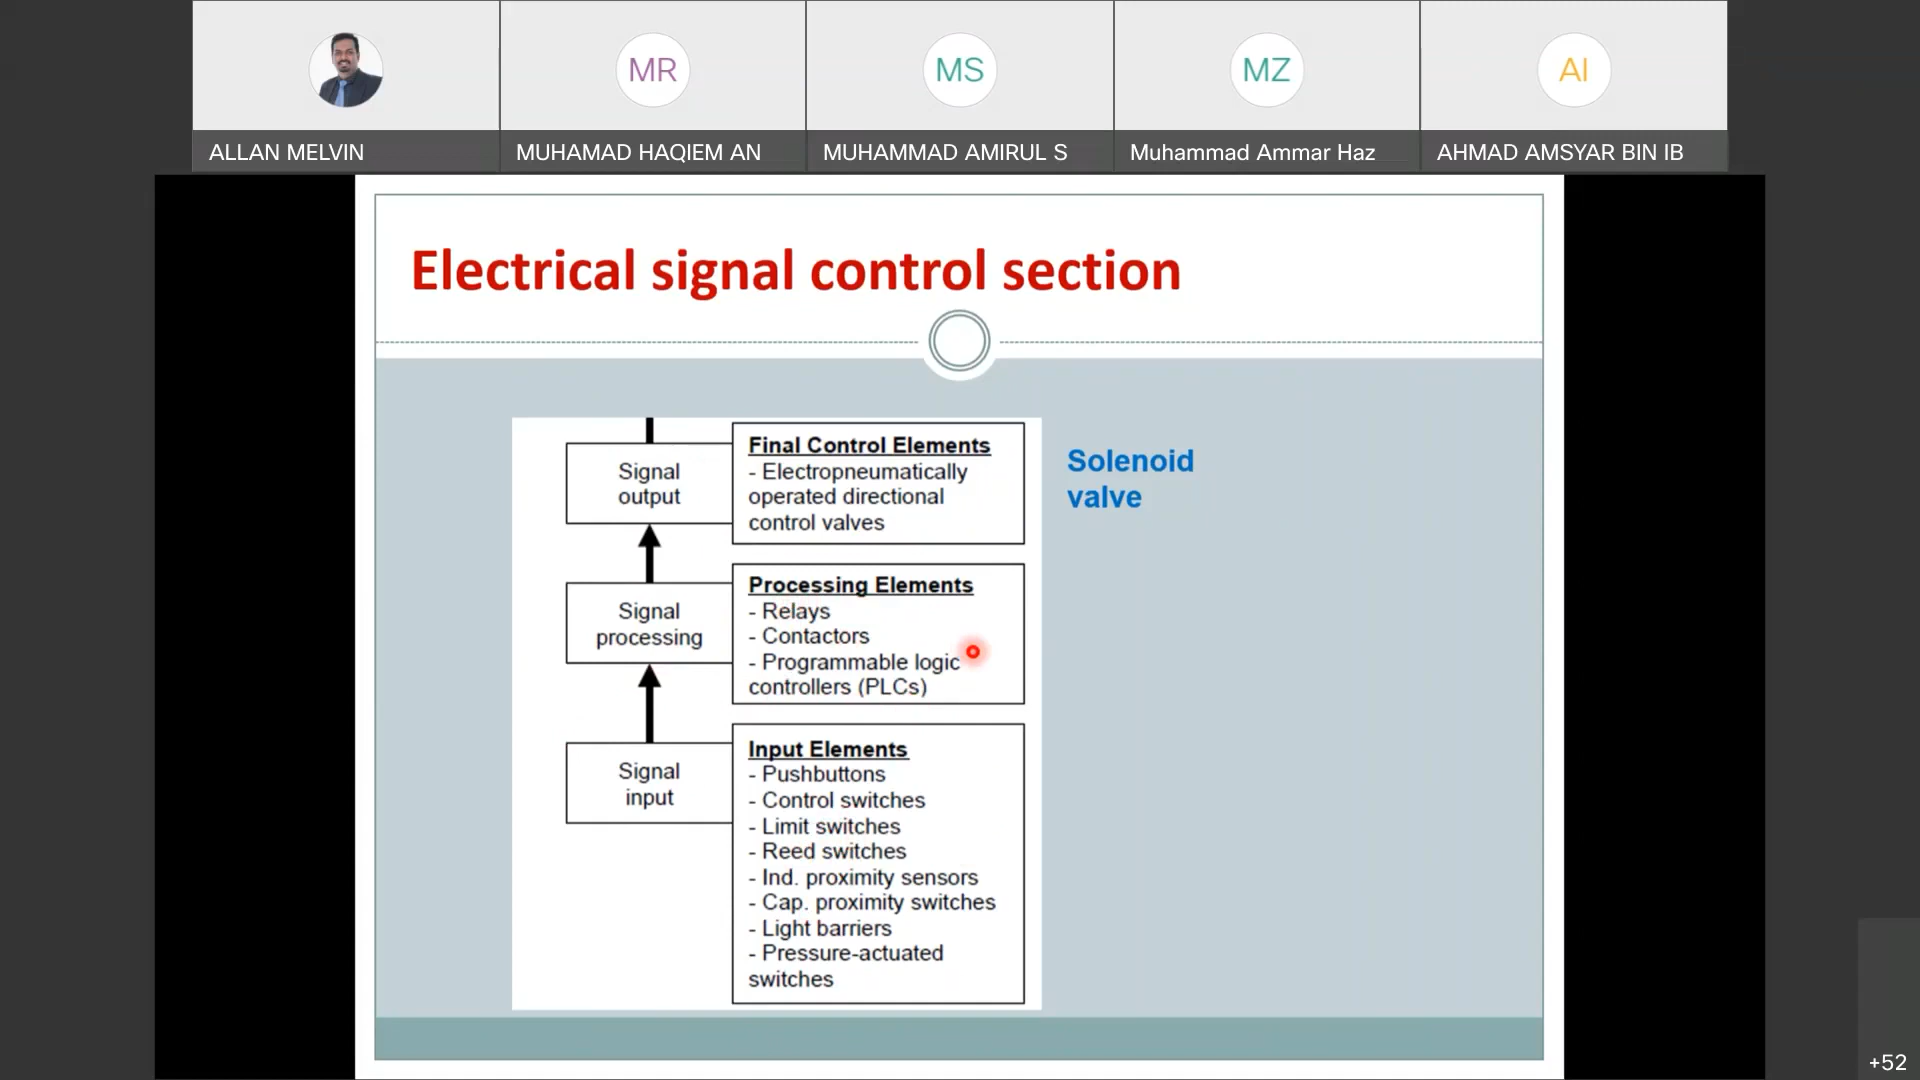 MR
MS
MZ
AI
ALLAN MELVIN
MUHAMAD HAQIEM AN
MUHAMMAD AMIRUL S
Muhammad Ammar Haz
AHMAD AMSYAR BIN IB
Electrical signal control section
Signal
output
Final Control Elements
- Electropneumatically
operated directional
control valves
Solenoid
valve
Signal
processing
Processing Elements
- Relays
- Contactors
- Programmable logic
controllers (PLCs)
Signal
input
Input Elements
- Pushbuttons
- Control switches
- Limit switches
- Reed switches
- Ind. proximity sensors
- Cap. proximity switches
- Light barriers
- Pressure-actuated
switches
+52